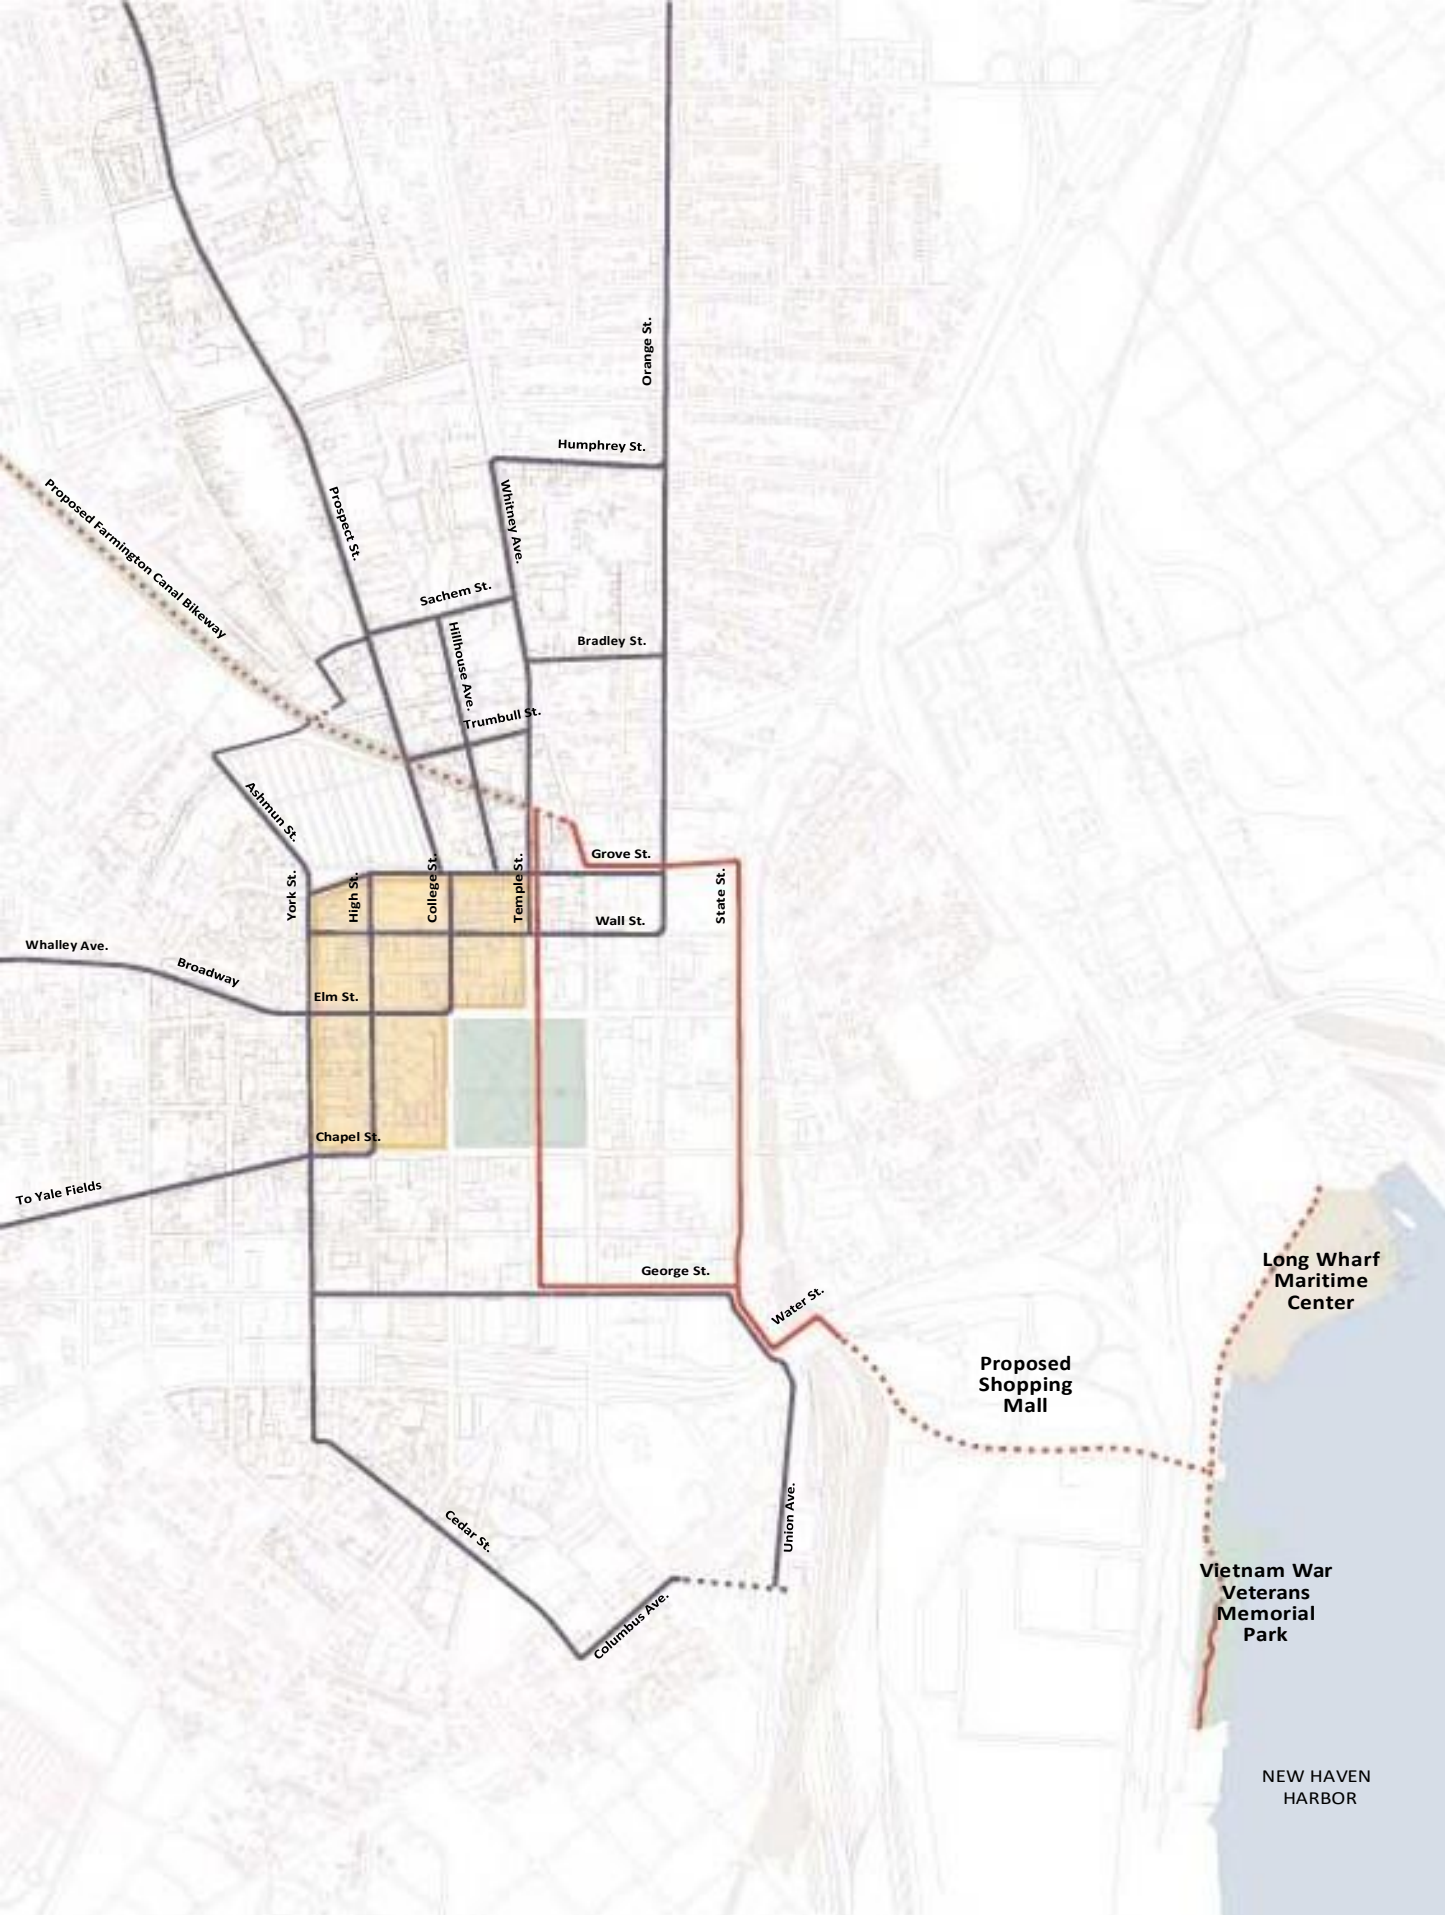 Orange St.
Humphrey St.
Whitney Ave.
Prospect St.
Proposed Farmington Canal Bikeway
Sachem St.
Hillhouse Ave.
Bradley St.
Trumbull St.
Ashmun St.
Grove St.
York St.
High St.
College St.
Temple St.
State St.
Wall St.
Whalley Ave.
Broadway
Elm St.
Chapel St.
To Yale Fields
George St.
Water St.
Long Wharf
Maritime
Center
Proposed
Shopping
Mall
Union Ave.
Cedar St.
Columbus Ave.
Vietnam War
Veterans
Memorial
Park
NEW HAVEN
HARBOR